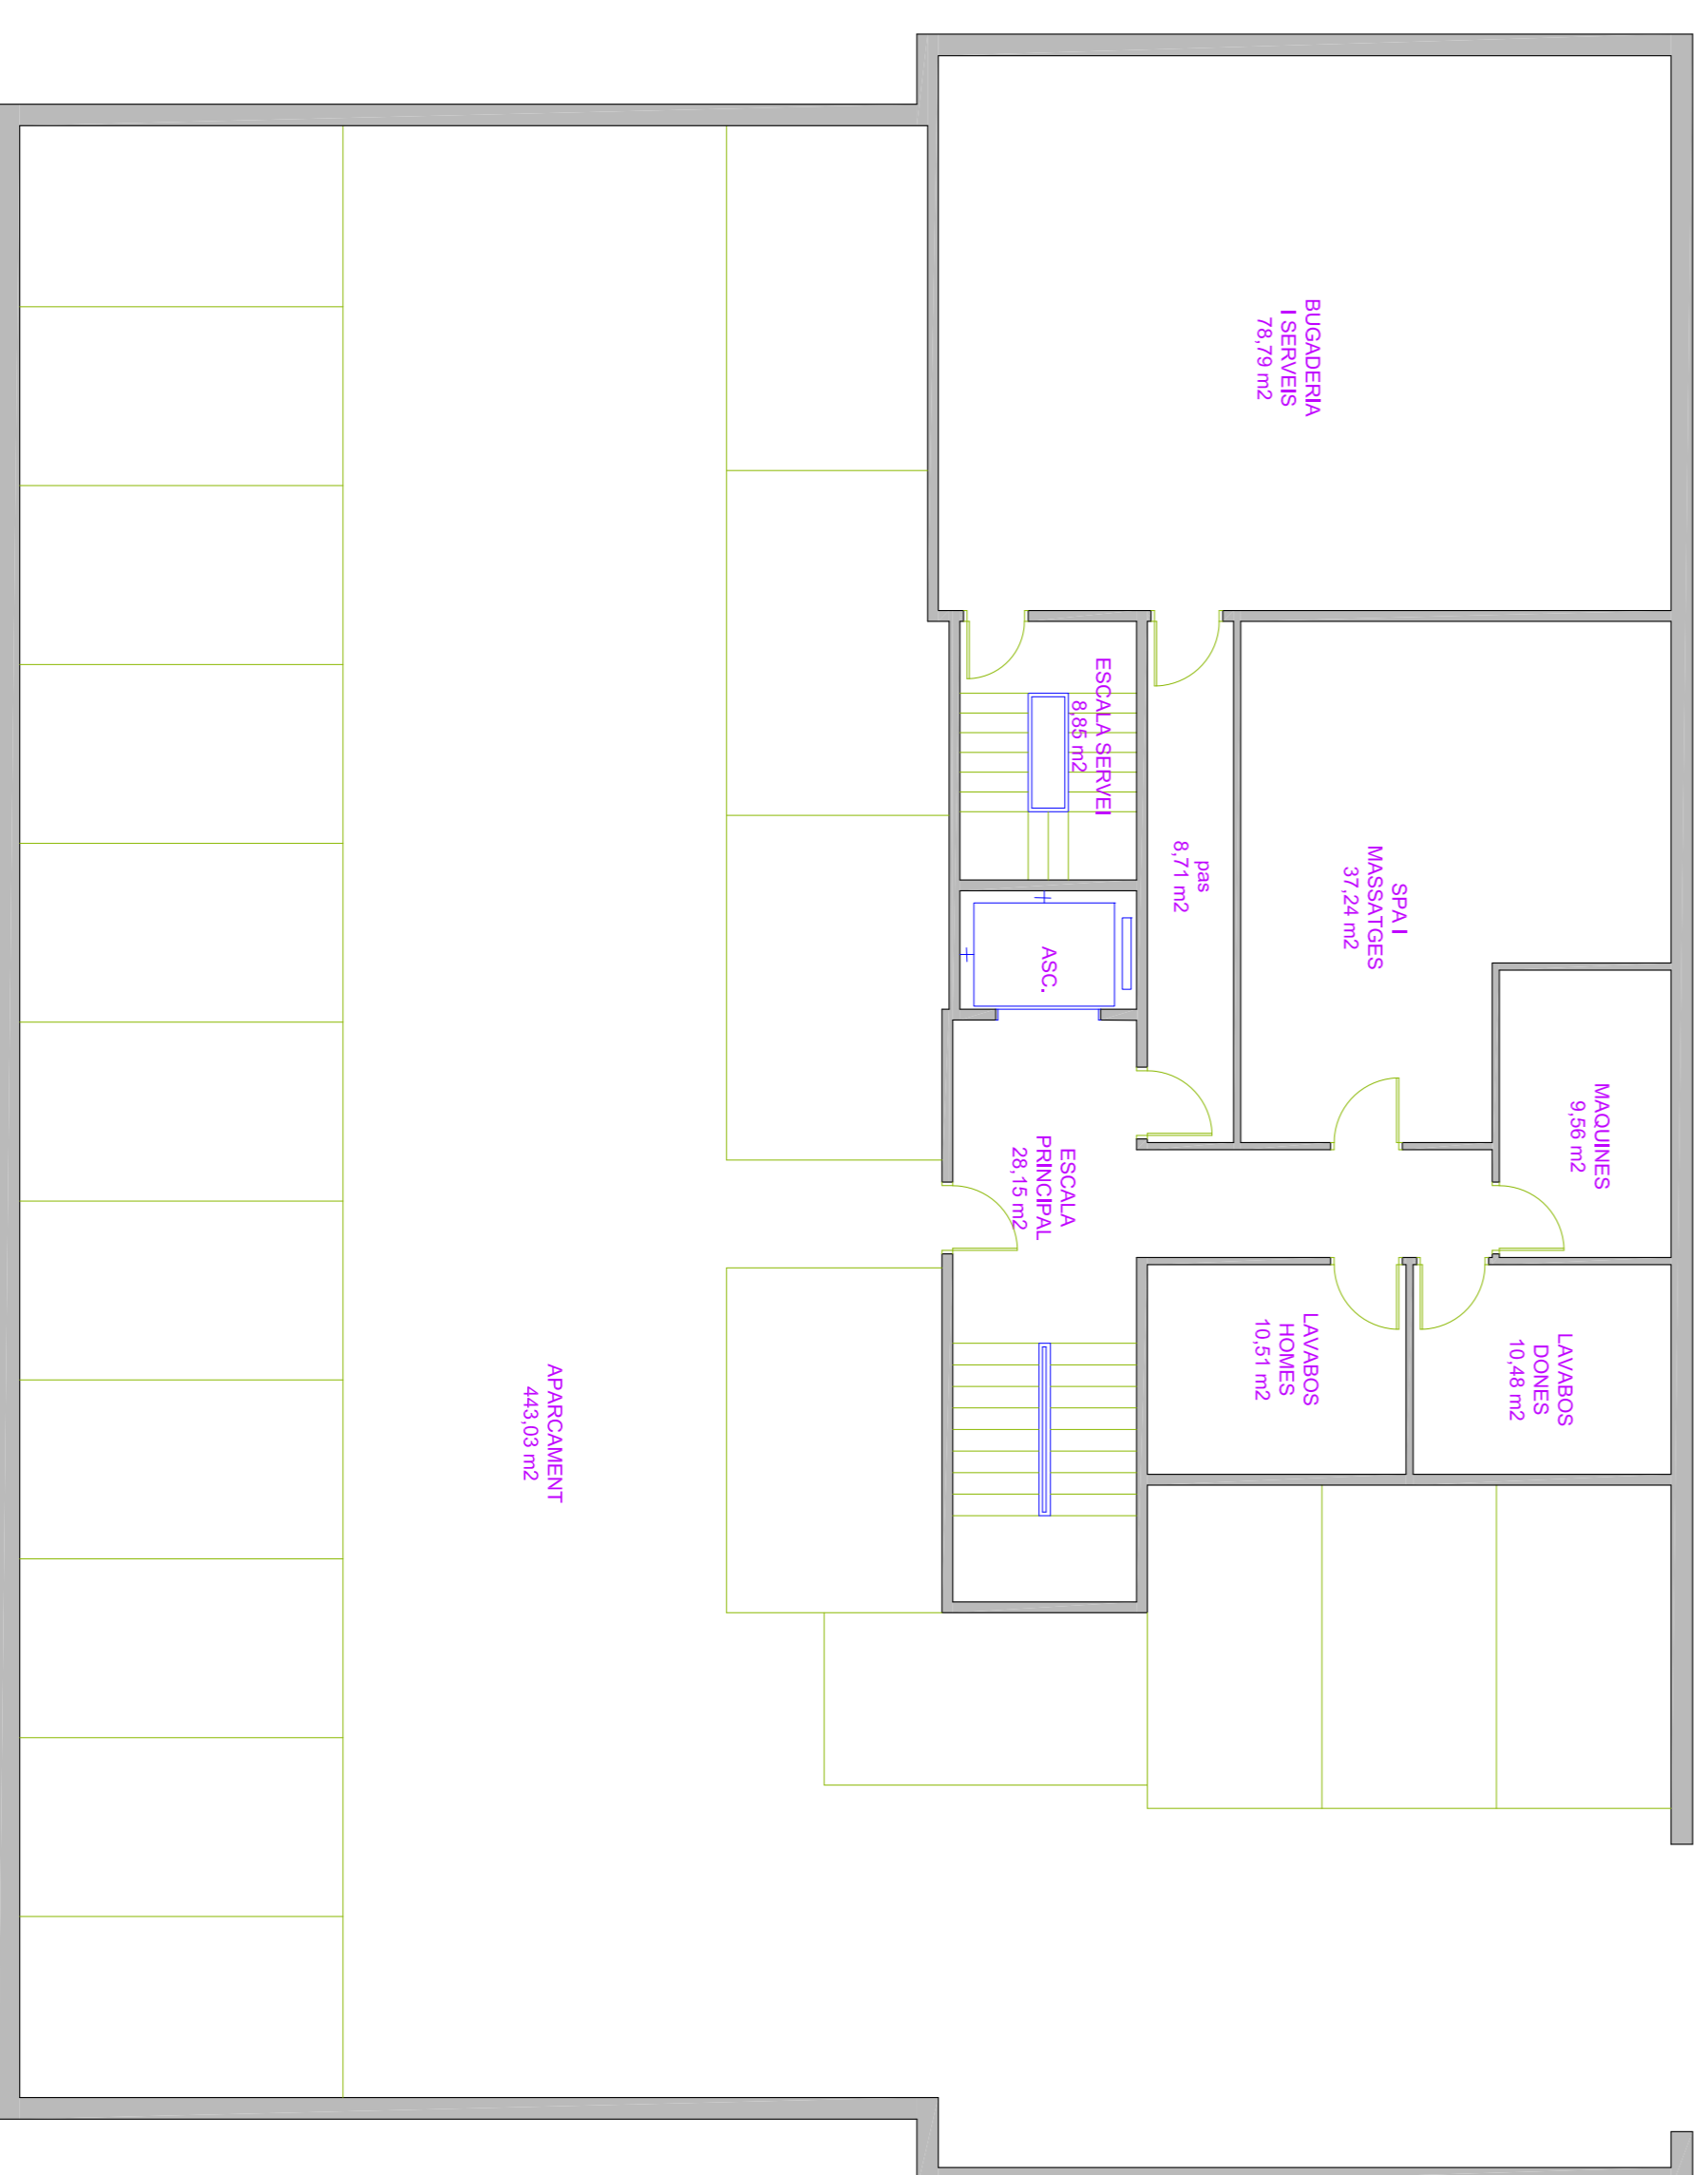 BUGADERIA
I SERVEIS
78,79 m2
ESCALA SERVEI
8,85 m2
pas
8,71 m2
SPA I
MASSATGES
37,24 m2
ASC.
MAQUINES
9,56 m2
ESCALA
PRINCIPAL
28,15 m2
LAVABOS
HOMES
10,51 m2
LAVABOS
DONES
10,48 m2
APARCAMENT
443,03 m2